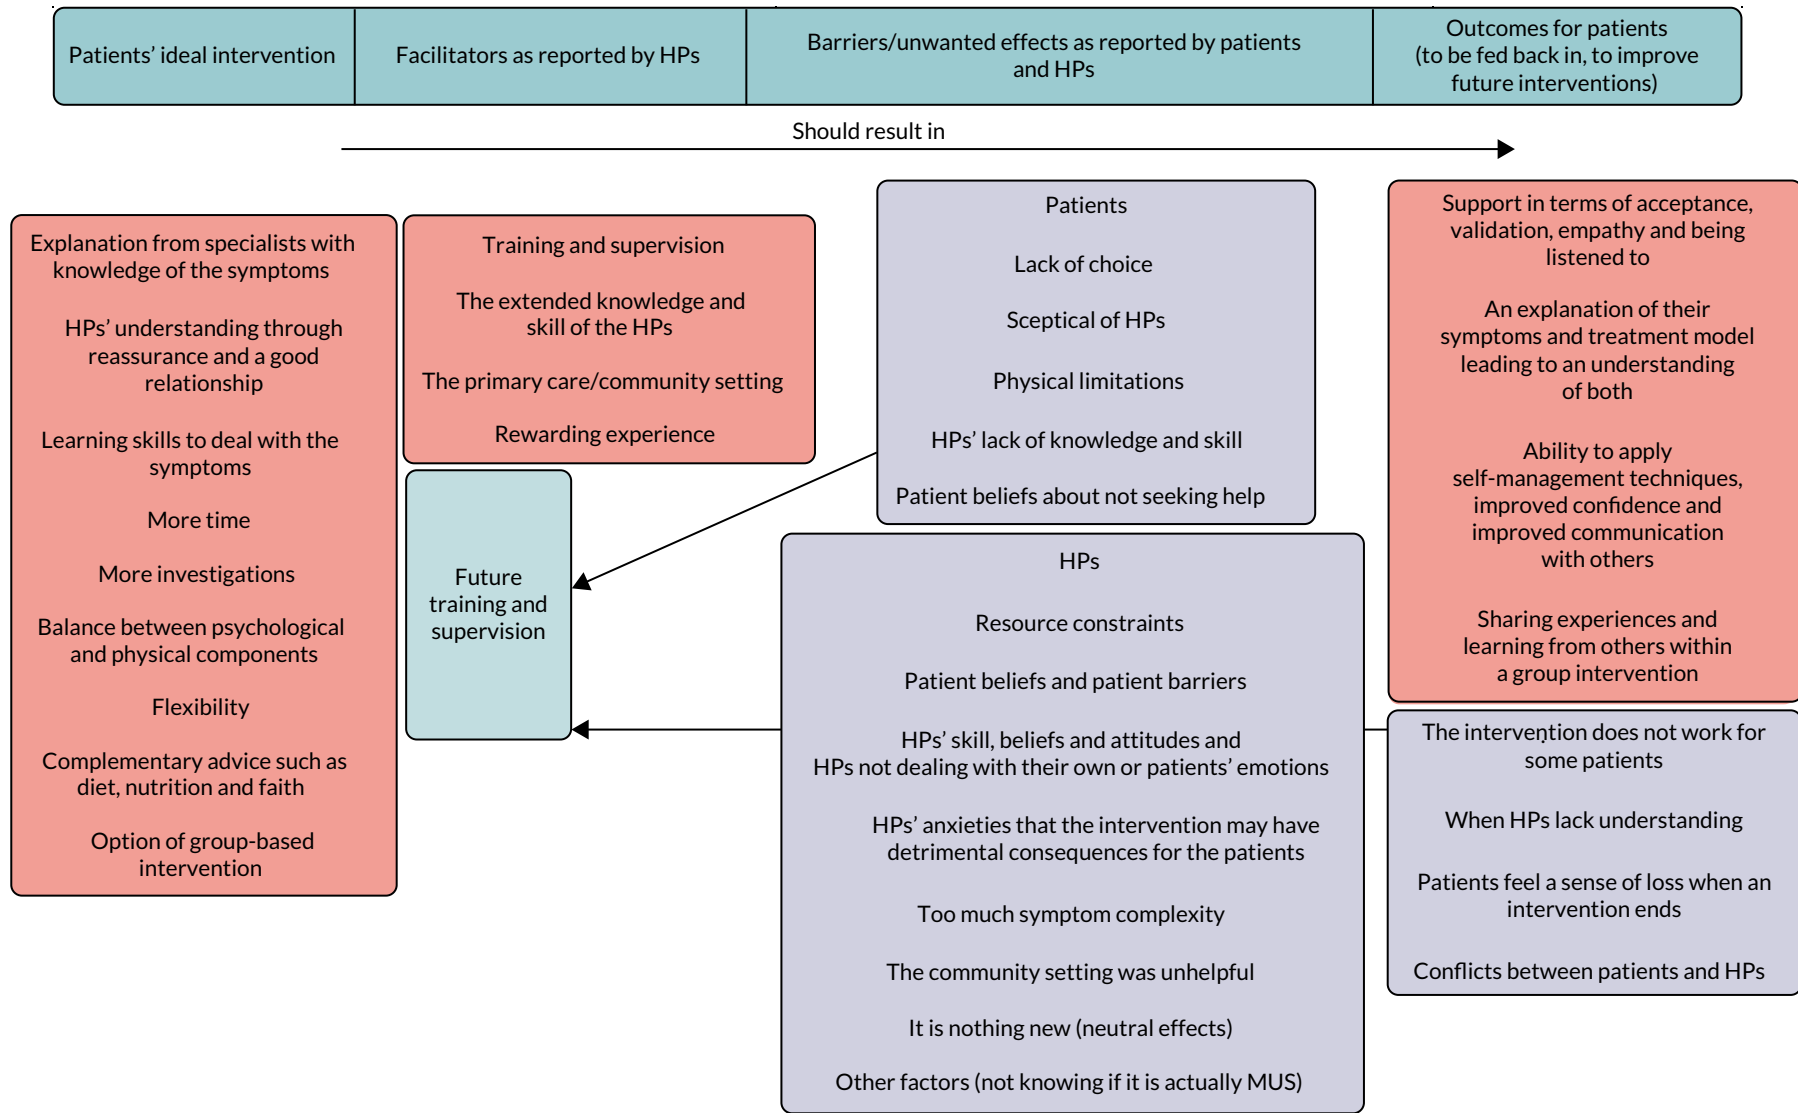 Patients’ ideal intervention
Facilitators as reported by HPs
Barriers/unwanted effects as reported by patients
and HPs
Outcomes for patients
(to be fed back in, to improve
future interventions)
Should result in
Explanation from specialists with
knowledge of the symptoms
HPs’ understanding through
reassurance and a good
relationship
Learning skills to deal with the
symptoms
More time
More investigations
Balance between psychological
and physical components
Flexibility
Complementary advice such as
diet, nutrition and faith
Option of group-based
intervention
Training and supervision
The extended knowledge and
skill of the HPs
The primary care/community setting
Rewarding experience
Future
training and
supervision
Patients
Lack of choice
Sceptical of HPs
Physical limitations
HPs’ lack of knowledge and skill
Patient beliefs about not seeking help
HPs
Resource constraints
Patient beliefs and patient barriers
HPs’ skill, beliefs and attitudes and
HPs not dealing with their own or patients’ emotions
HPs’ anxieties that the intervention may have
detrimental consequences for the patients
Too much symptom complexity
The community setting was unhelpful
It is nothing new (neutral effects)
Other factors (not knowing if it is actually MUS)
Support in terms of acceptance,
validation, empathy and being
listened to
An explanation of their
symptoms and treatment model
leading to an understanding
of both
Ability to apply
self-management techniques,
improved confidence and
improved communication
with others
Sharing experiences and
learning from others within
a group intervention
The intervention does not work for
some patients
When HPs lack understanding
Patients feel a sense of loss when an
intervention ends
Conflicts between patients and HPs